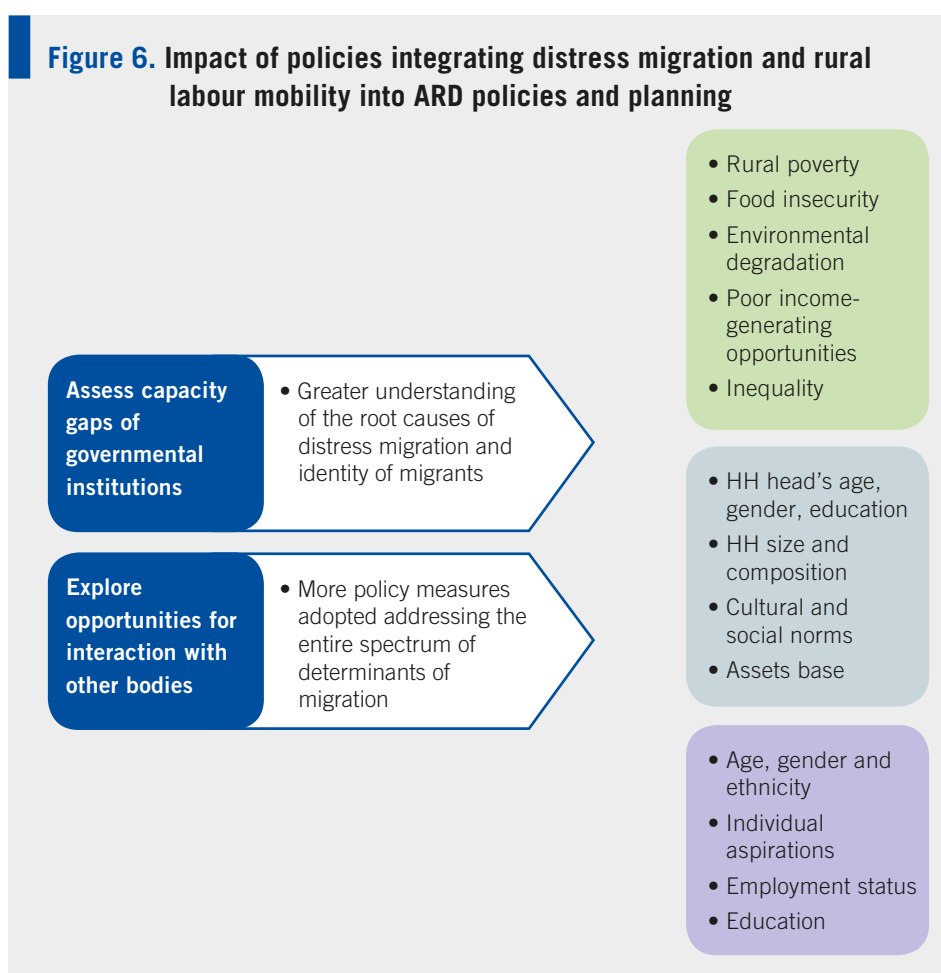 Figure 6. Impact of policies integrating distress migration and rural
labour mobility into ARD policies and planning
Assess capacity
gaps of
governmental
institutions
• Greater understanding
of the root causes of
distress migration and
identity of migrants
Explore
opportunities for
interaction with
other bodies
• More policy measures
adopted addressing the
entire spectrum of
determinants of
migration
• Rural poverty
• Food insecurity
• Environmental
degradation
• Poor income-
generating
opportunities
• Inequality
• HH head’s age,
gender, education
• HH size and
composition
• Cultural and
social norms
• Assets base
• Age, gender and
ethnicity
• Individual
aspirations
• Employment status
• Education